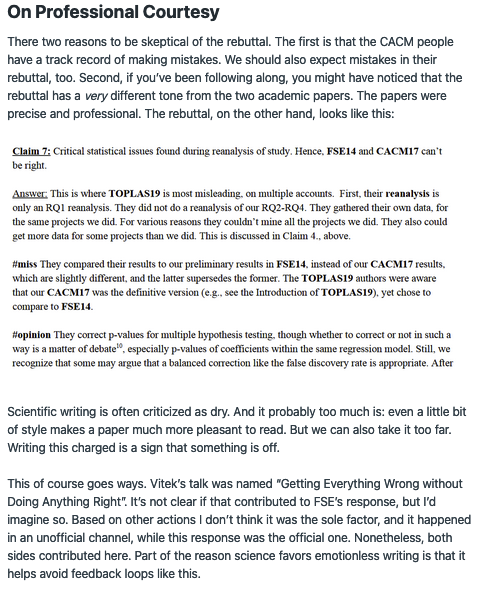 On Professional Courtesy
There two reasons to be skeptical of the rebuttal. The first is that the CACM people
have a track record of making mistakes. We should also expect mistakes in their
rebuttal, too. Second, if you’ve been following along, you might have noticed that the
rebuttal has a very different tone from the two academic papers. The papers were
precise and professional. The rebuttal, on the other hand, looks like this:
Claim 7: Critical statistical issues found during reanalysis of study. Hence, FSE14 and CACM17 can’t
be right.
Answer: This is where TOPLAS19 is most misleading, on multiple accounts. First, their reanalysis is
only an RQ1 reanalysis. They did not do a reanalysis of our RQ2-RQ4. They gathered their own data, for
the same projects we did. For various reasons they couldn’t mine all the projects we did. They also could
get more data for some projects than we did. This is discussed in Claim 4., above.
#miss They compared their results to our preliminary results in FSE14, instead of our CACM17 results,
which are slightly different, and the latter supersedes the former. The TOPLAS19 authors were aware
that our CACM17 was the definitive version (e.g., see the Introduction of TOPLAS19), yet chose to
compare to FSE14.
#opinion They correct p-values for multiple hypothesis testing, though whether to correct or not in such a
way is a matter of debate¹⁰, especially p-values of coefficients within the same regression model. Still, we
recognize that some may argue that a balanced correction like the false discovery rate is appropriate. After
Scientific writing is often criticized as dry. And it probably too much is: even a little bit
of style makes a paper much more pleasant to read. But we can also take it too far.
Writing this charged is a sign that something is off.
This of course goes ways. Vitek’s talk was named “Getting Everything Wrong without
Doing Anything Right”. It’s not clear if that contributed to FSE’s response, but I’d
imagine so. Based on other actions I don’t think it was the sole factor, and it happened
in an unofficial channel, while this response was the official one. Nonetheless, both
sides contributed here. Part of the reason science favors emotionless writing is that it
helps avoid feedback loops like this.